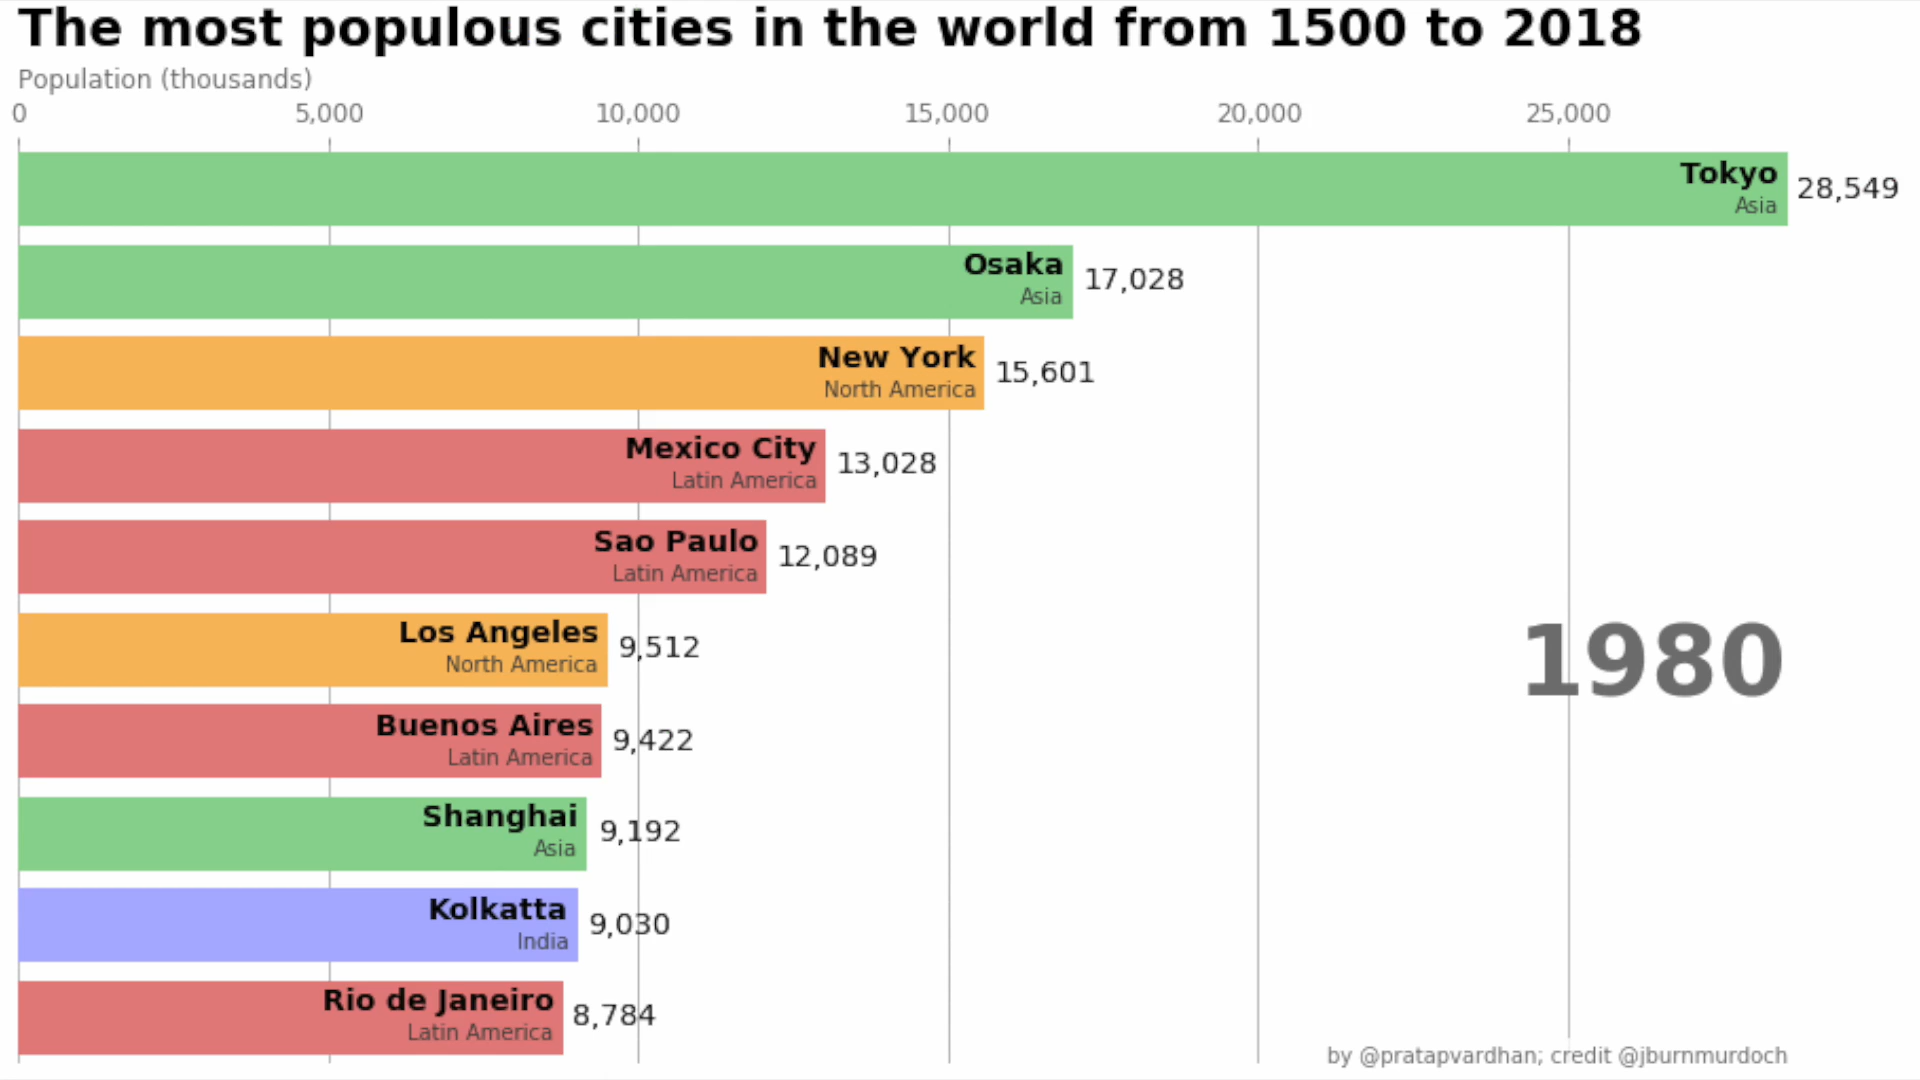 The most populous cities in the world from 1500 to 2018
Population (thousands)
0 5,000 10,000 15,000 20,000 25,000
Tokyo 28,549
Asia
Osaka 17,028
Asia
New York 15,601
North America
Mexico City 13,028
Latin America
Sao Paulo 12,089
Latin America
Los Angeles 9,512
North America
1980
Buenos Aires 9,422
Latin America
Shanghai 9,192
Asia
Kolkatta 9,030
India
Rio de Janeiro 8,784
Latin America
by @pratapvardhan; credit @jburnmurdoch